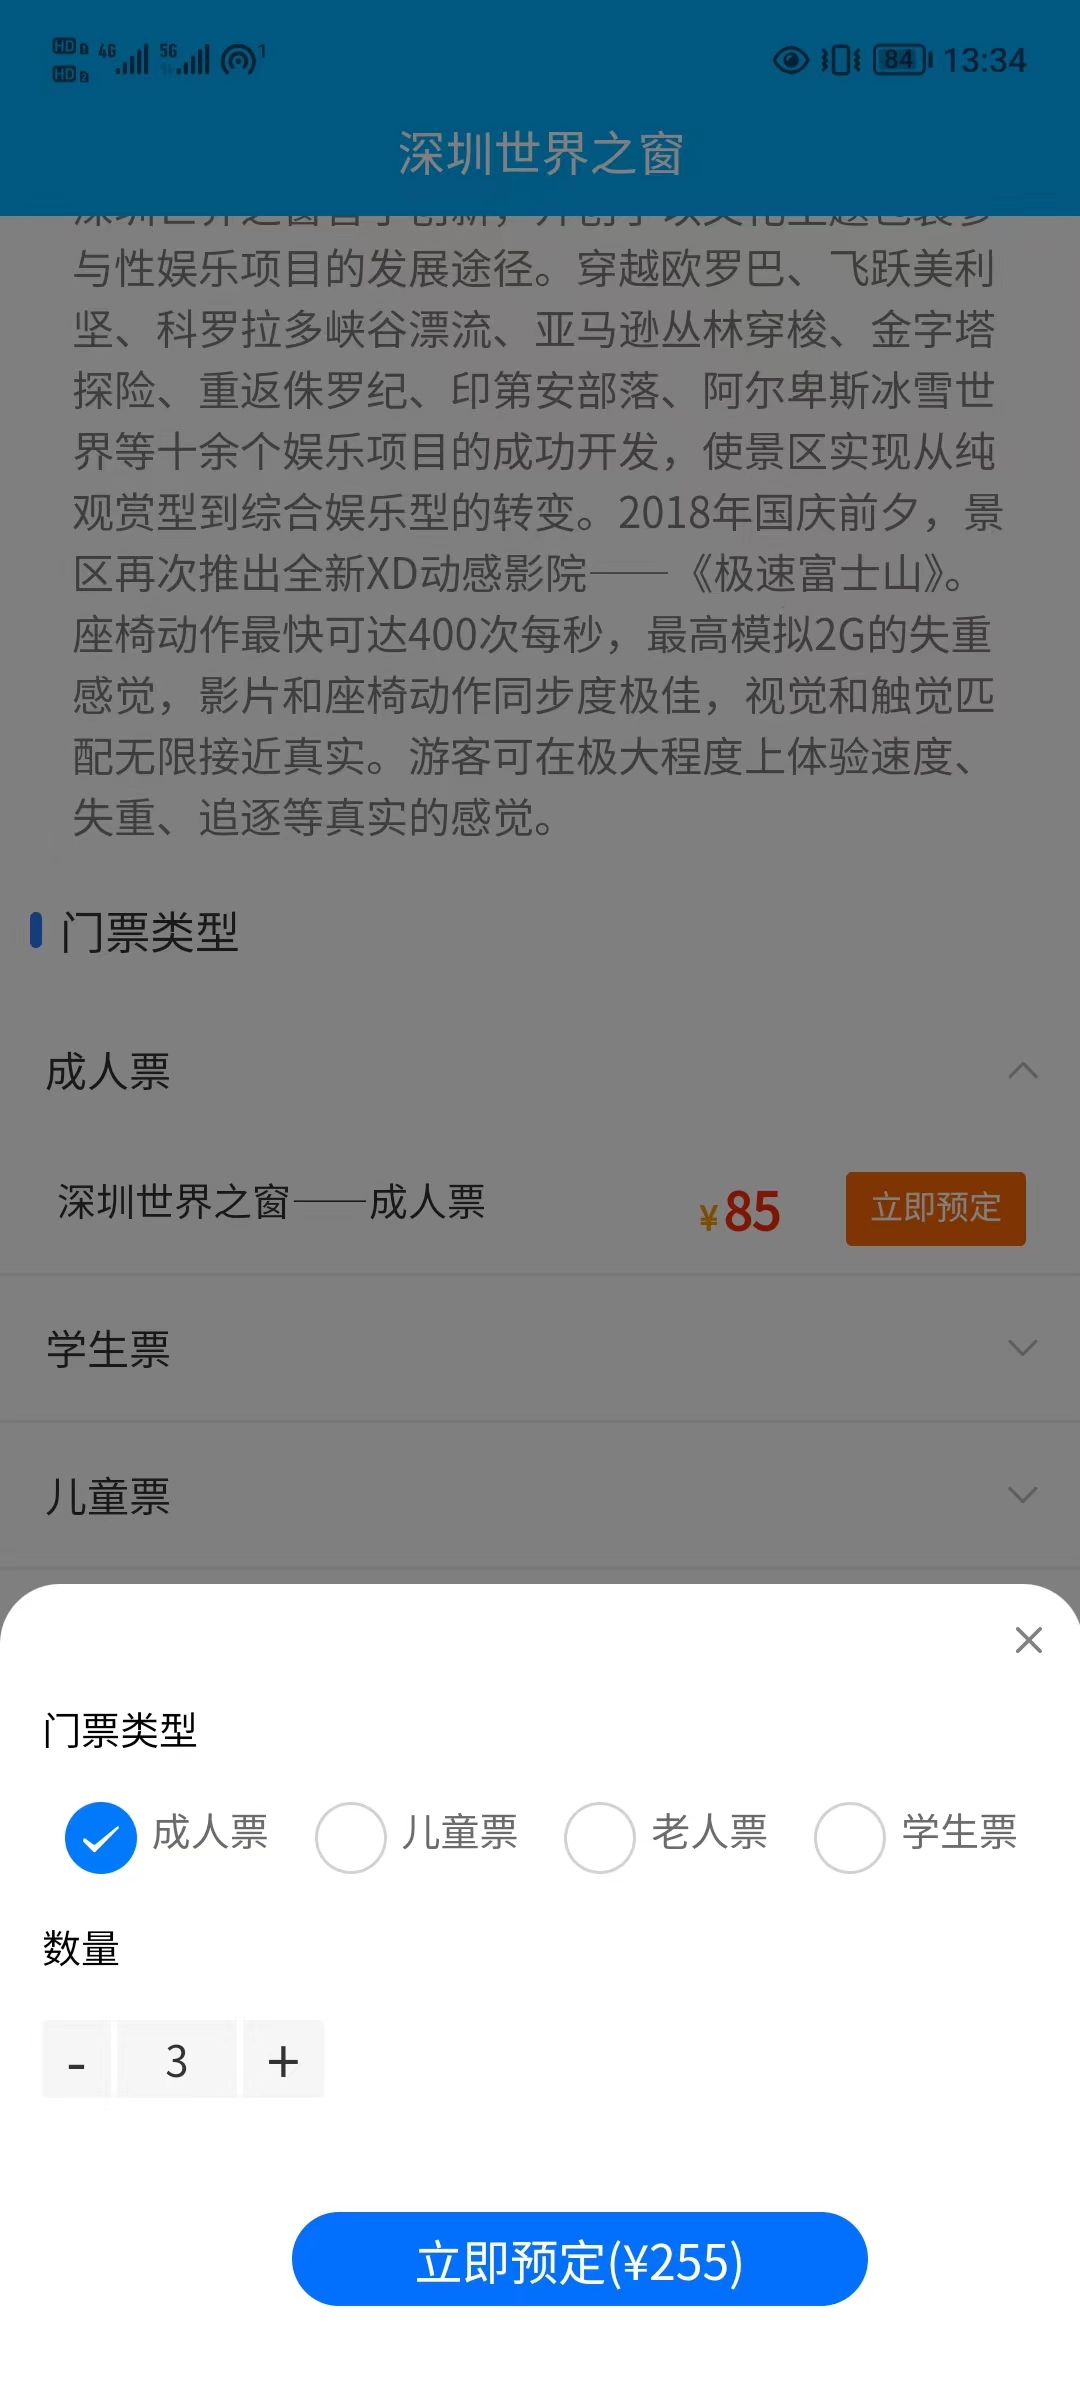 HD 1 4G 5G 1
HD 2
84 13:34
深圳世界之窗
与性娱乐项目的发展途径。穿越欧罗巴、飞跃美利
坚、科罗拉多峡谷漂流、亚马逊丛林穿梭、金字塔
探险、重返侏罗纪、印第安部落、阿尔卑斯冰雪世
界等十余个娱乐项目的成功开发，使景区实现从纯
观赏型到综合娱乐型的转变。2018年国庆前夕，景
区再次推出全新XD动感影院——《极速富士山》。
座椅动作最快可达400次每秒，最高模拟2G的失重
感觉，影片和座椅动作同步度极佳，视觉和触觉匹
配无限接近真实。游客可在极大程度上体验速度、
失重、追逐等真实的感觉。
门票类型
成人票
深圳世界之窗——成人票 ¥85 立即预定
学生票
儿童票
门票类型
成人票 儿童票 老人票 学生票
数量
- 3 +
立即预定(¥255)